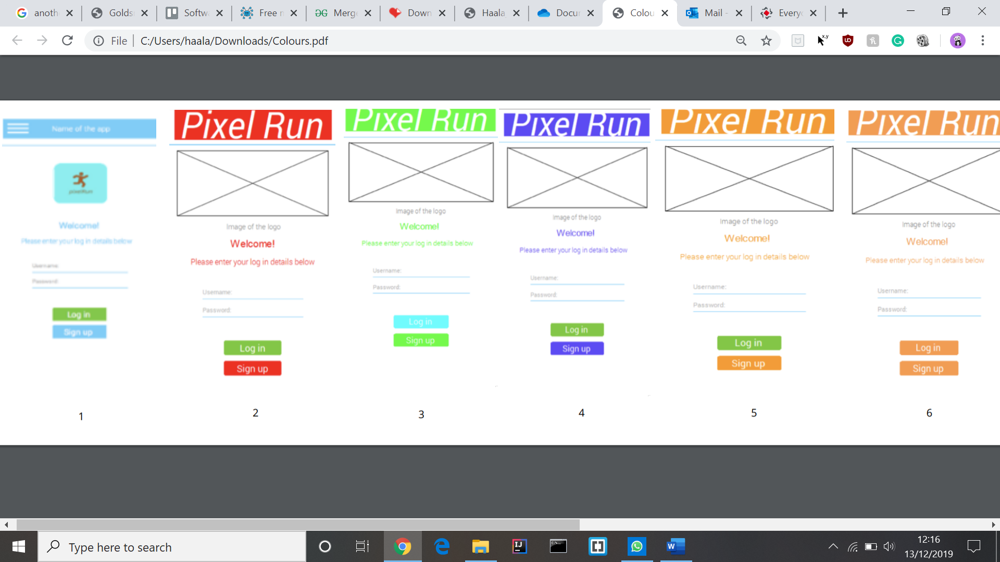 anoth
Golds
Softwa
Free n
Merge
Down
Haala
Docur
Colou
Mail -
Every
File
C:/Users/haala/Downloads/Colours.pdf
x,y
Name of the app
pixelRun
Welcome!
Please enter your log in details below
Username:
Password:
Log in
Sign up
1
Pixel Run
Image of the logo
Welcome!
Please enter your log in details below
Username:
Password:
Log in
Sign up
2
Pixel Run
Image of the logo
Welcome!
Please enter your log in details below
Username:
Password:
Log in
Sign up
3
Pixel Run
Image of the logo
Welcome!
Please enter your log in details below
Username:
Password:
Log in
Sign up
4
Pixel Run
Image of the logo
Welcome!
Please enter your log in details below
Username:
Password:
Log in
Sign up
5
Pixel Run
Image of the logo
Welcome!
Please enter your log in details below
Username:
Password:
Log in
Sign up
6
Type here to search
12:16
13/12/2019